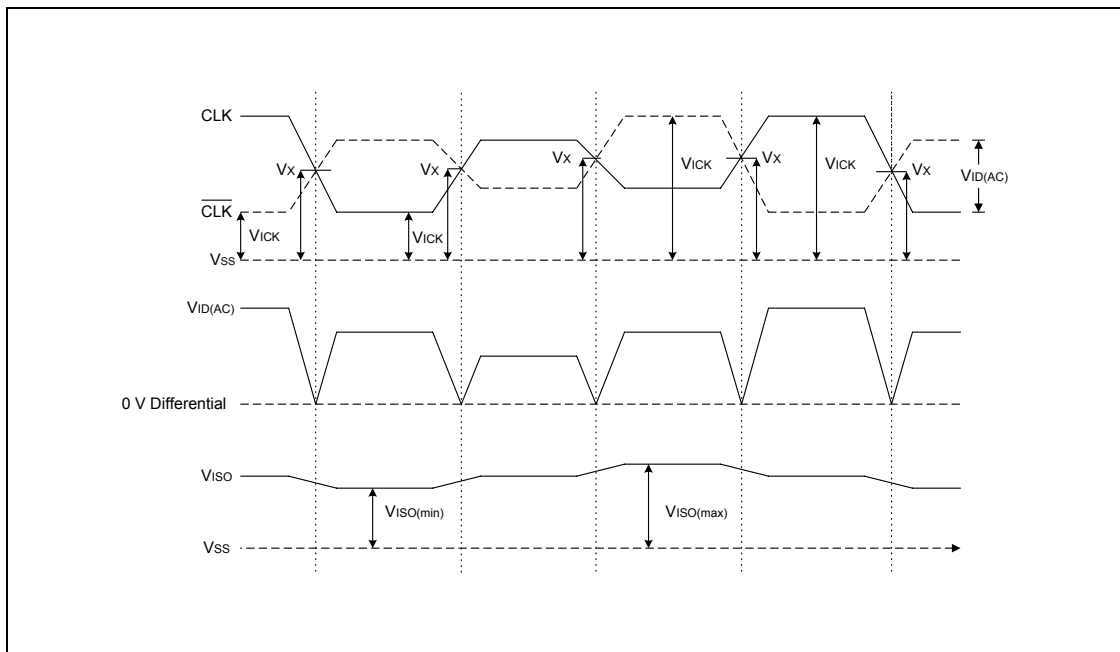 CLK
VX VX VX VICK VX VICK VX VID(AC)
CLK
VICK VICK
VSS
VID(AC)
0 V Differential
VISO
VISO(min) VISO(max)
VSS